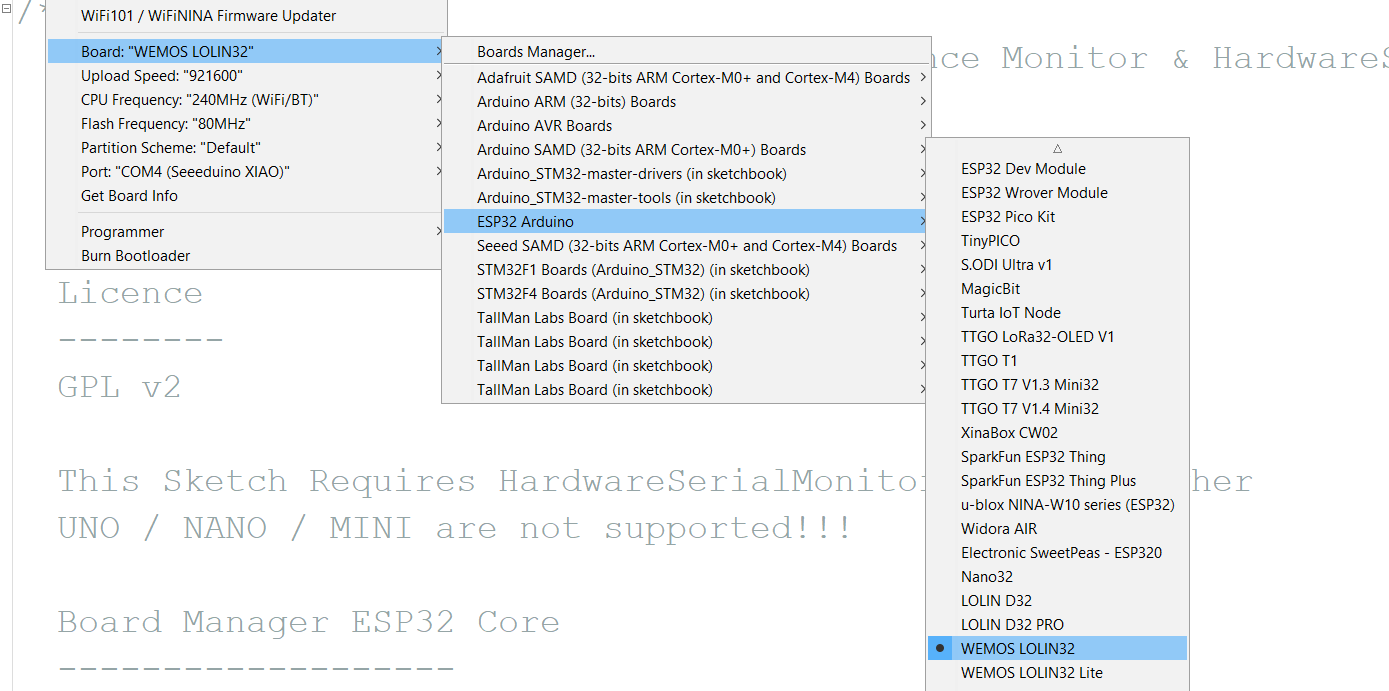 /*
WiFi101 / WiFiNINA Firmware Updater
Board: "WEMOS LOLIN32"
Upload Speed: "921600"
CPU Frequency: "240MHz (WiFi/BT)"
Flash Frequency: "80MHz"
Partition Scheme: "Default"
Port: "COM4 (Seeeduino XIAO)"
Get Board Info
Programmer
Burn Bootloader
Boards Manager...
Adafruit SAMD (32-bits ARM Cortex-M0+ and Cortex-M4) Boards
Arduino ARM (32-bits) Boards
Arduino AVR Boards
Arduino SAMD (32-bits ARM Cortex-M0+) Boards
Arduino_STM32-master-drivers (in sketchbook)
Arduino_STM32-master-tools (in sketchbook)
ESP32 Arduino
Seeed SAMD (32-bits ARM Cortex-M0+ and Cortex-M4) Boards
STM32F1 Boards (Arduino_STM32) (in sketchbook)
STM32F4 Boards (Arduino_STM32) (in sketchbook)
TallMan Labs Board (in sketchbook)
TallMan Labs Board (in sketchbook)
TallMan Labs Board (in sketchbook)
TallMan Labs Board (in sketchbook)
ESP32 Dev Module
ESP32 Wrover Module
ESP32 Pico Kit
TinyPICO
S.ODI Ultra v1
MagicBit
Turta IoT Node
TTGO LoRa32-OLED V1
TTGO T1
TTGO T7 V1.3 Mini32
TTGO T7 V1.4 Mini32
XinaBox CW02
SparkFun ESP32 Thing
SparkFun ESP32 Thing Plus
u-blox NINA-W10 series (ESP32)
Widora AIR
Electronic SweetPeas - ESP320
Nano32
LOLIN D32
LOLIN D32 PRO
WEMOS LOLIN32
WEMOS LOLIN32 Lite
nce Monitor & HardwareS
Licence
--------
GPL v2
This Sketch Requires HardwareSerialMonitor her
UNO / NANO / MINI are not supported!!!
Board Manager ESP32 Core
-------------------